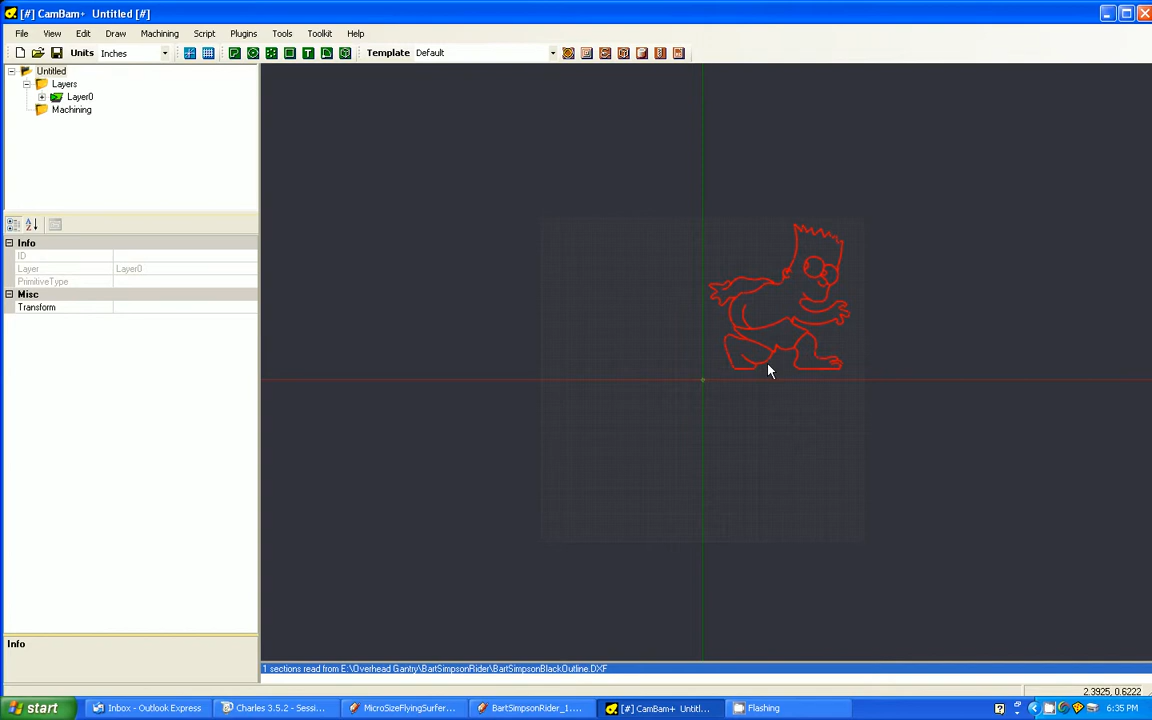 [#] CamBam+ Untitled [#]
File View Edit Draw Machining Script Plugins Tools Toolkit Help
Units Inches Template Default
Untitled
Layers
Layer0
Machining
Info
ID
Layer Layer0
PrimitiveType
Misc
Transform
Info
1 sections read from E:\Overhead Gantry\BartSimpsonRider\BartSimpsonBlackOutline.DXF
2.3925, 0.6222
start Inbox - Outlook Express Charles 3.5.2 - Sessi... MicroSizeFlyingSurfer... BartSimpsonRider_1.... [#] CamBam+ Untitl... Flashing 6:35 PM